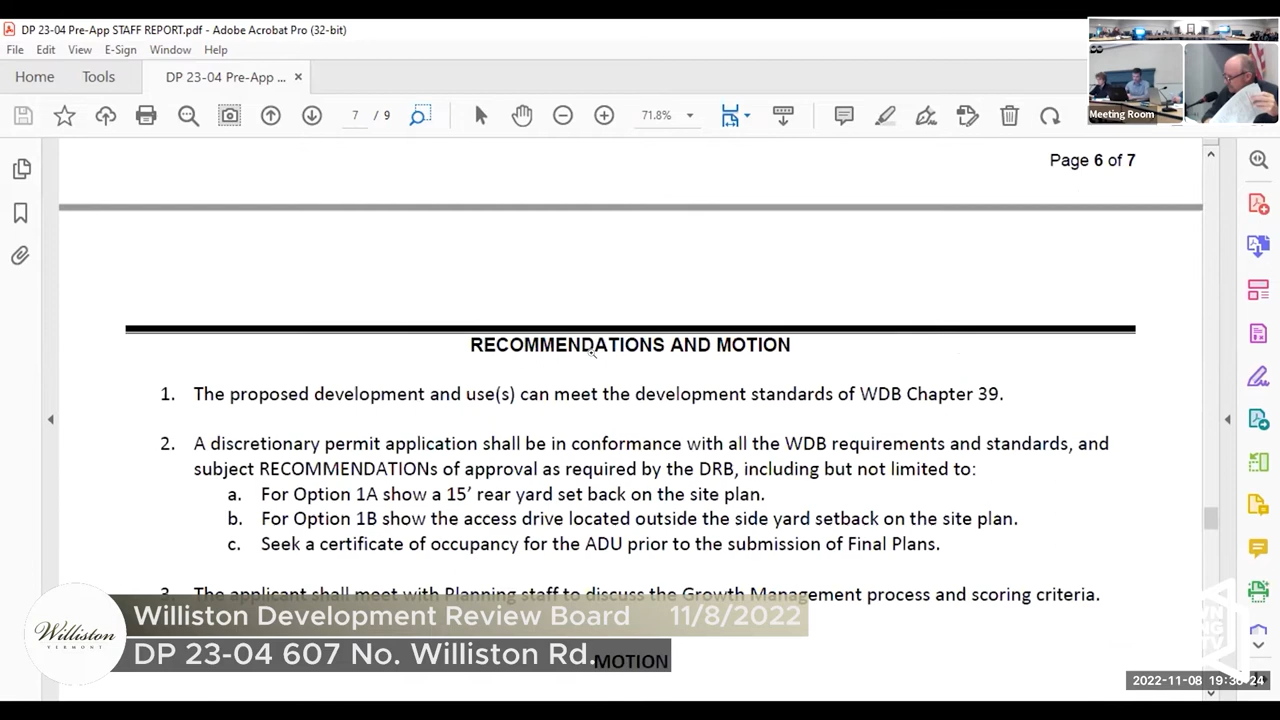 DP 23-04 Pre-App STAFF REPORT.pdf - Adobe Acrobat Pro (32-bit)
File Edit View E-Sign Window Help
Home Tools DP 23-04 Pre-App ... ×
7 / 9 71.8%
Meeting Room
Page 6 of 7
RECOMMENDATIONS AND MOTION
1. The proposed development and use(s) can meet the development standards of WDB Chapter 39.
2. A discretionary permit application shall be in conformance with all the WDB requirements and standards, and
subject RECOMMENDATIONs of approval as required by the DRB, including but not limited to:
a. For Option 1A show a 15’ rear yard set back on the site plan.
b. For Option 1B show the access drive located outside the side yard setback on the site plan.
c. Seek a certificate of occupancy for the ADU prior to the submission of Final Plans.
3. The applicant shall meet with Planning staff to discuss the Growth Management process and scoring criteria.
Williston
VERMONT
Williston Development Review Board 11/8/2022
DP 23-04 607 No. Williston Rd.
MOTION